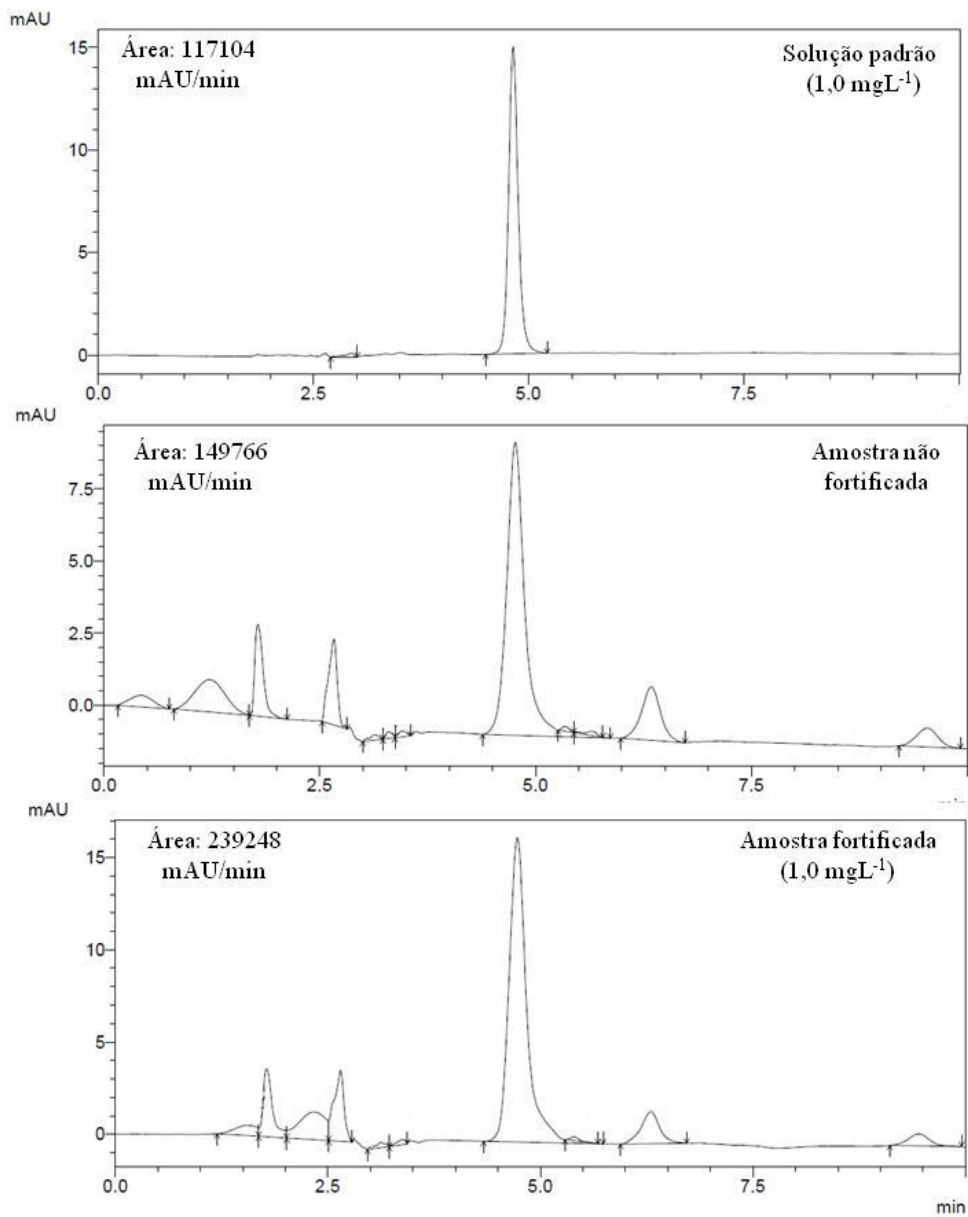 mAU
Área: 117104
mAU/min
Solução padrão
(1,0 mgL-1)
15
10
5
0
0.0 2.5 5.0 7.5
mAU
Área: 149766
mAU/min
Amostra não
fortificada
7.5
5.0
2.5
0.0
0.0 2.5 5.0 7.5
min
mAU
Área: 239248
mAU/min
Amostra fortificada
(1,0 mgL-1)
15
10
5
0
0.0 2.5 5.0 7.5
min